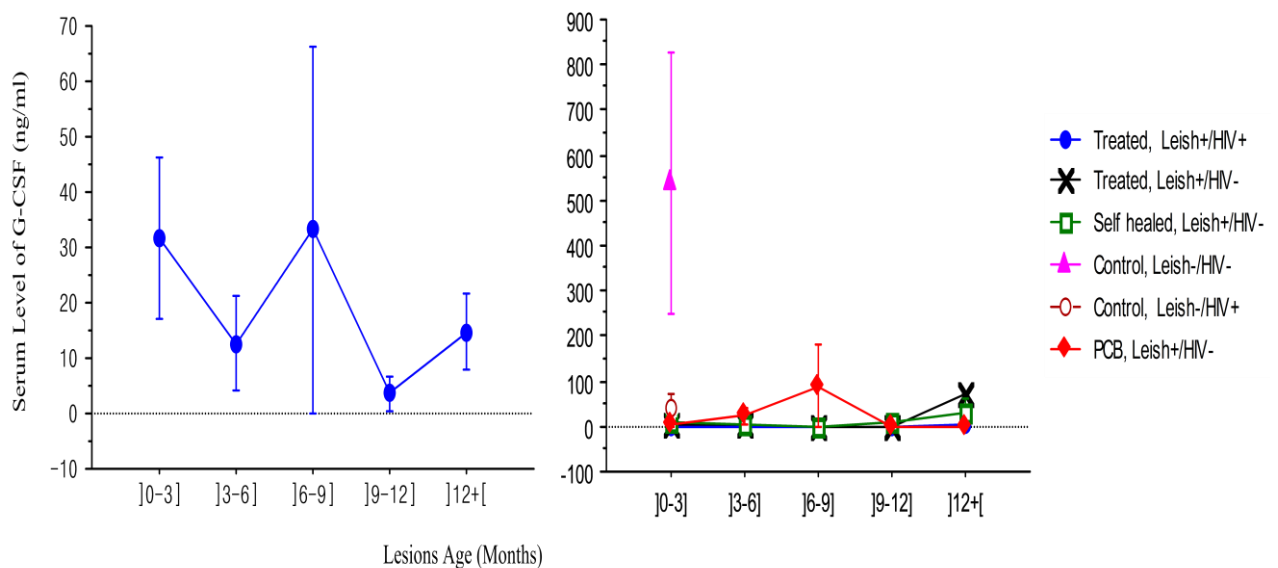 Serum Level of G-CSF (ng/ml)
70
60
50
40
30
20
10
0
-10
]0-3] ]3-6] ]6-9] ]9-12] ]12+[
900
800
700
600
500
400
300
200
100
0
-100
]0-3] ]3-6] ]6-9] ]9-12] ]12+[
Lesions Age (Months)
Treated, Leish+/HIV+
Treated, Leish+/HIV-
Self healed, Leish+/HIV-
Control, Leish-/HIV-
Control, Leish-/HIV+
PCB, Leish+/HIV-